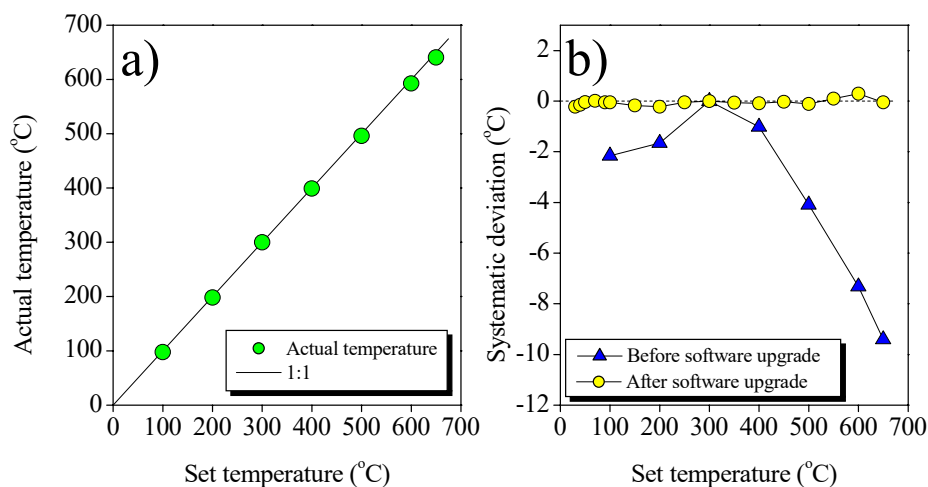 a)
Actual temperature (°C)
700
600
500
400
300
200
100
0
Actual temperature
1:1
0 100 200 300 400 500 600 700
Set temperature (°C)
b)
Systematic deviation (°C)
2
0
-2
-4
-6
-8
-10
-12
Before software upgrade
After software upgrade
100 200 300 400 500 600 700
Set temperature (°C)